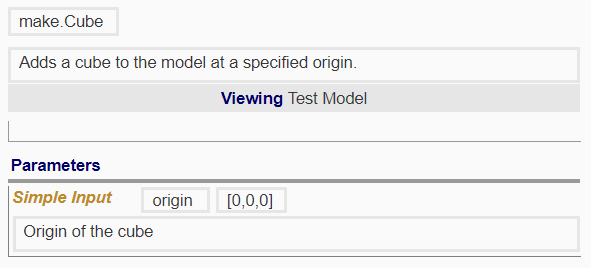 make.Cube
Adds a cube to the model at a specified origin.
Viewing Test Model
Parameters
Simple Input origin [0,0,0]
Origin of the cube